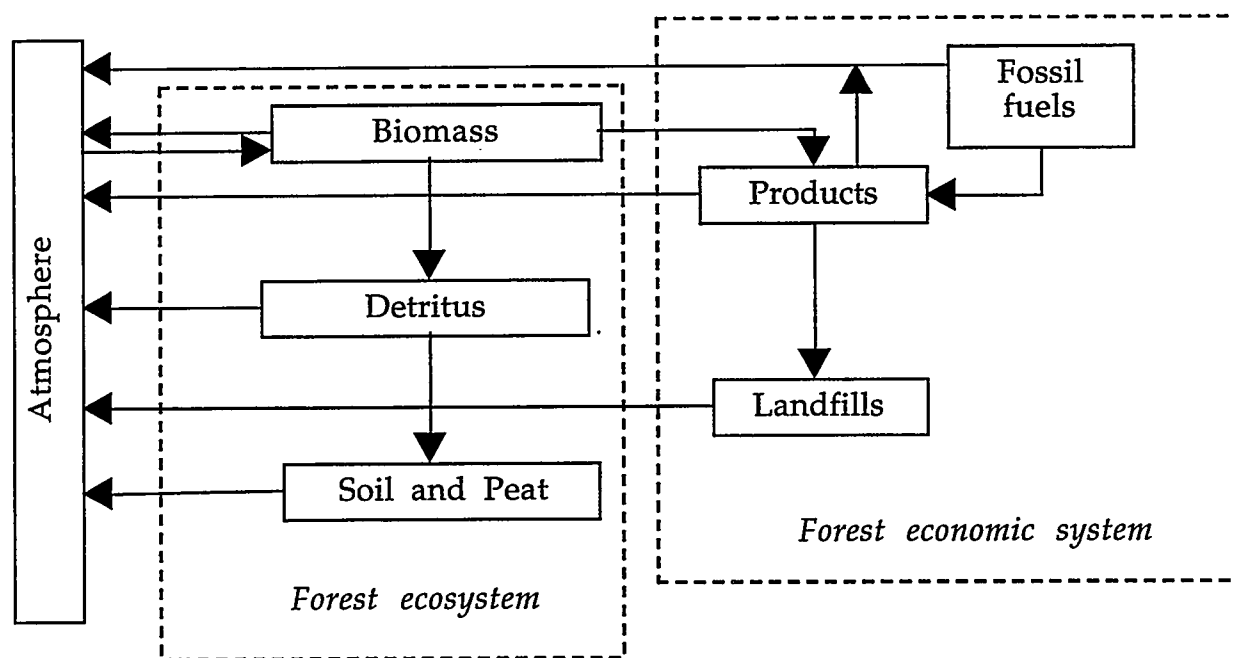 Atmosphere
Fossil
fuels
Biomass
Products
Detritus
Landfills
Soil and Peat
Forest economic system
Forest ecosystem